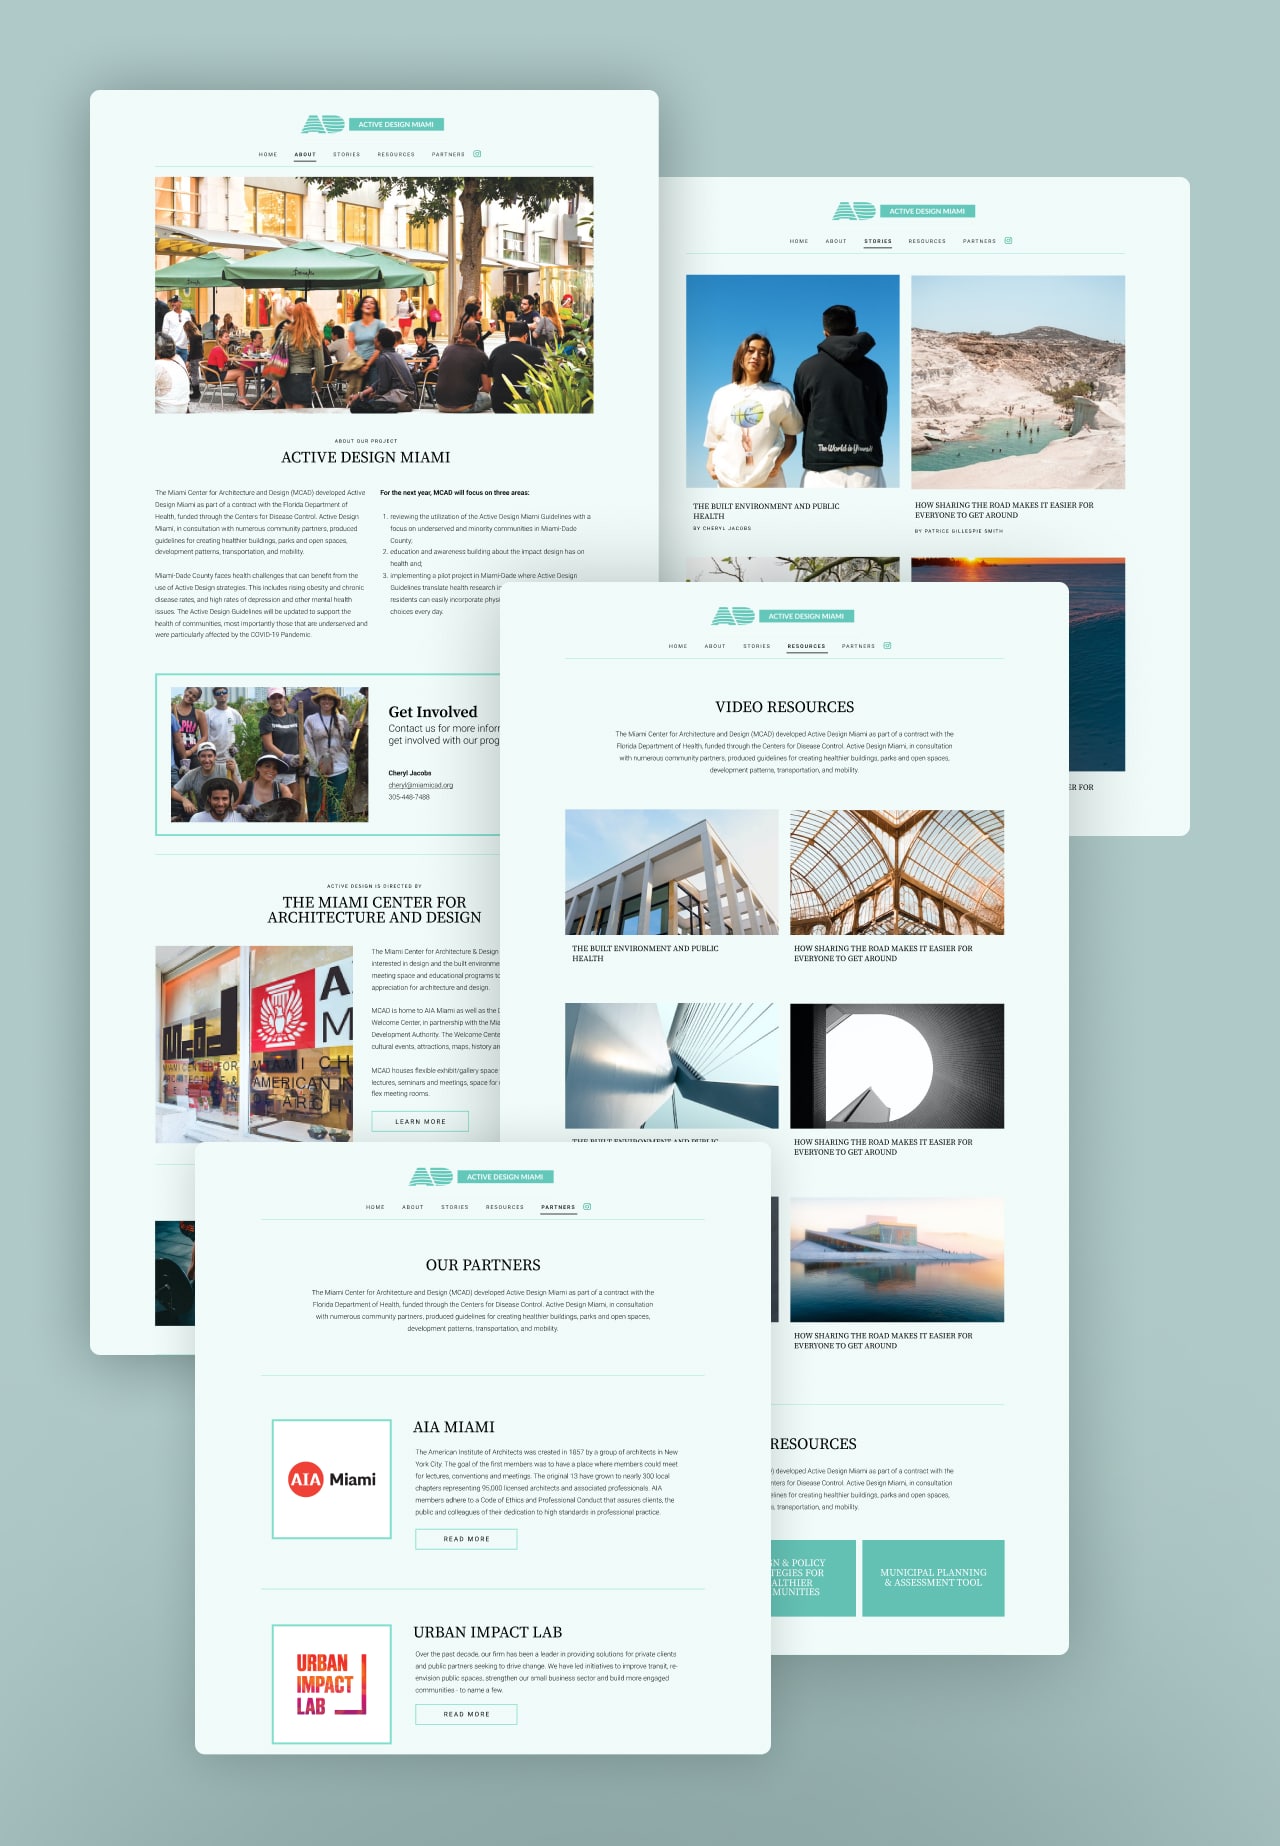 ACTIVE DESIGN MIAMI
HOME ABOUT STORIES RESOURCES PARTNERS
ABOUT OUR PROJECT
ACTIVE DESIGN MIAMI
The Miami Center for Architecture and Design (MCAD) developed Active
Design Miami as part of a contract with the Florida Department of
Health, funded through the Centers for Disease Control. Active Design
Miami, in consultation with numerous community partners, produced
guidelines for creating healthier buildings, parks and open spaces,
development patterns, transportation, and mobility.
Miami-Dade County faces health challenges that can benefit from the
use of Active Design strategies. This includes rising obesity and chronic
disease rates, and high rates of depression and other mental health
issues. The Active Design Guidelines will be updated to support the
health of communities, most importantly those that are underserved and
were particularly affected by the COVID-19 Pandemic.
For the next year, MCAD will focus on three areas:
1. reviewing the utilization of the Active Design Miami Guidelines with a
focus on underserved and minority communities in Miami-Dade
County;
2. education and awareness building about the impact design has on
health and;
3. implementing a pilot project in Miami-Dade where Active Design
Guidelines translate health research in
residents can easily incorporate physi
choices every day.
Get Involved
Contact us for more infor
get involved with our prog
Cheryl Jacobs
cheryl@miamicad.org
305-448-7488
ACTIVE DESIGN IS DIRECTED BY
THE MIAMI CENTER FOR
ARCHITECTURE AND DESIGN
The Miami Center for Architecture & Design
interested in design and the built environme
meeting space and educational programs to
appreciation for architecture and design.
MCAD is home to AIA Miami as well as the
Welcome Center, in partnership with the Mia
Development Authority. The Welcome Cente
cultural events, attractions, maps, history an
MCAD houses flexible exhibit/gallery space
lectures, seminars and meetings, space for
flex meeting rooms.
LEARN MORE
ACTIVE DESIGN MIAMI
HOME ABOUT STORIES RESOURCES PARTNERS
The World is Yours!!
THE BUILT ENVIRONMENT AND PUBLIC
HEALTH
BY CHERYL JACOBS
HOW SHARING THE ROAD MAKES IT EASIER FOR
EVERYONE TO GET AROUND
BY PATRICE GILLESPIE SMITH
ER FOR
ACTIVE DESIGN MIAMI
HOME ABOUT STORIES RESOURCES PARTNERS
VIDEO RESOURCES
The Miami Center for Architecture and Design (MCAD) developed Active Design Miami as part of a contract with the
Florida Department of Health, funded through the Centers for Disease Control. Active Design Miami, in consultation
with numerous community partners, produced guidelines for creating healthier buildings, parks and open spaces,
development patterns, transportation, and mobility.
THE BUILT ENVIRONMENT AND PUBLIC
HEALTH
HOW SHARING THE ROAD MAKES IT EASIER FOR
EVERYONE TO GET AROUND
THE BUILT ENVIRONMENT AND PUBLIC
HOW SHARING THE ROAD MAKES IT EASIER FOR
EVERYONE TO GET AROUND
HOW SHARING THE ROAD MAKES IT EASIER FOR
EVERYONE TO GET AROUND
RESOURCES
) developed Active Design Miami as part of a contract with the
nters for Disease Control. Active Design Miami, in consultation
elines for creating healthier buildings, parks and open spaces,
s, transportation, and mobility.
GN & POLICY
TEGIES FOR
ALTHIER
MUNITIES
MUNICIPAL PLANNING
& ASSESSMENT TOOL
ACTIVE DESIGN MIAMI
HOME ABOUT STORIES RESOURCES PARTNERS
OUR PARTNERS
The Miami Center for Architecture and Design (MCAD) developed Active Design Miami as part of a contract with the
Florida Department of Health, funded through the Centers for Disease Control. Active Design Miami, in consultation
with numerous community partners, produced guidelines for creating healthier buildings, parks and open spaces,
development patterns, transportation, and mobility.
AIA Miami
AIA MIAMI
The American Institute of Architects was created in 1857 by a group of architects in New
York City. The goal of the first members was to have a place where members could meet
for lectures, conventions and meetings. The original 13 have grown to nearly 300 local
chapters representing 95,000 licensed architects and associated professionals. AIA
members adhere to a Code of Ethics and Professional Conduct that assures clients, the
public and colleagues of their dedication to high standards in professional practice.
READ MORE
URBAN
IMPACT
LAB
URBAN IMPACT LAB
Over the past decade, our firm has been a leader in providing solutions for private clients
and public partners seeking to drive change. We have led initiatives to improve transit, re-
envision public spaces, strengthen our small business sector and build more engaged
communities - to name a few.
READ MORE